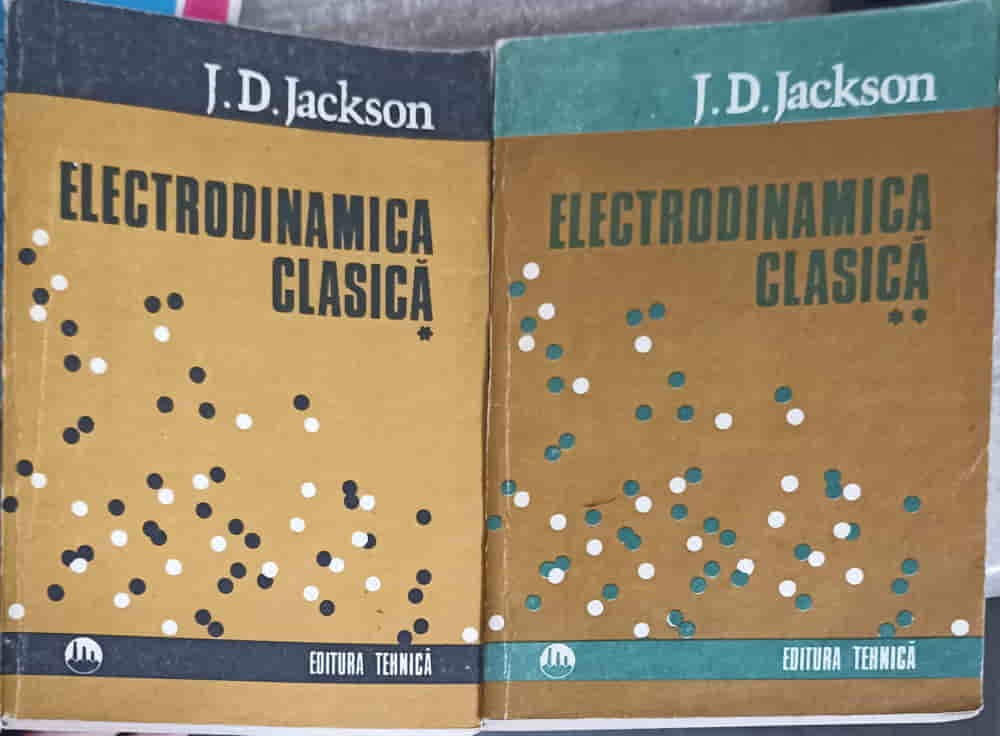 J.D.Jackson
ELECTRODINAMICA
CLASICĂ
*
EDITURA TEHNICĂ
J.D.Jackson
ELECTRODINAMICA
CLASICĂ
**
EDITURA TEHNICĂ